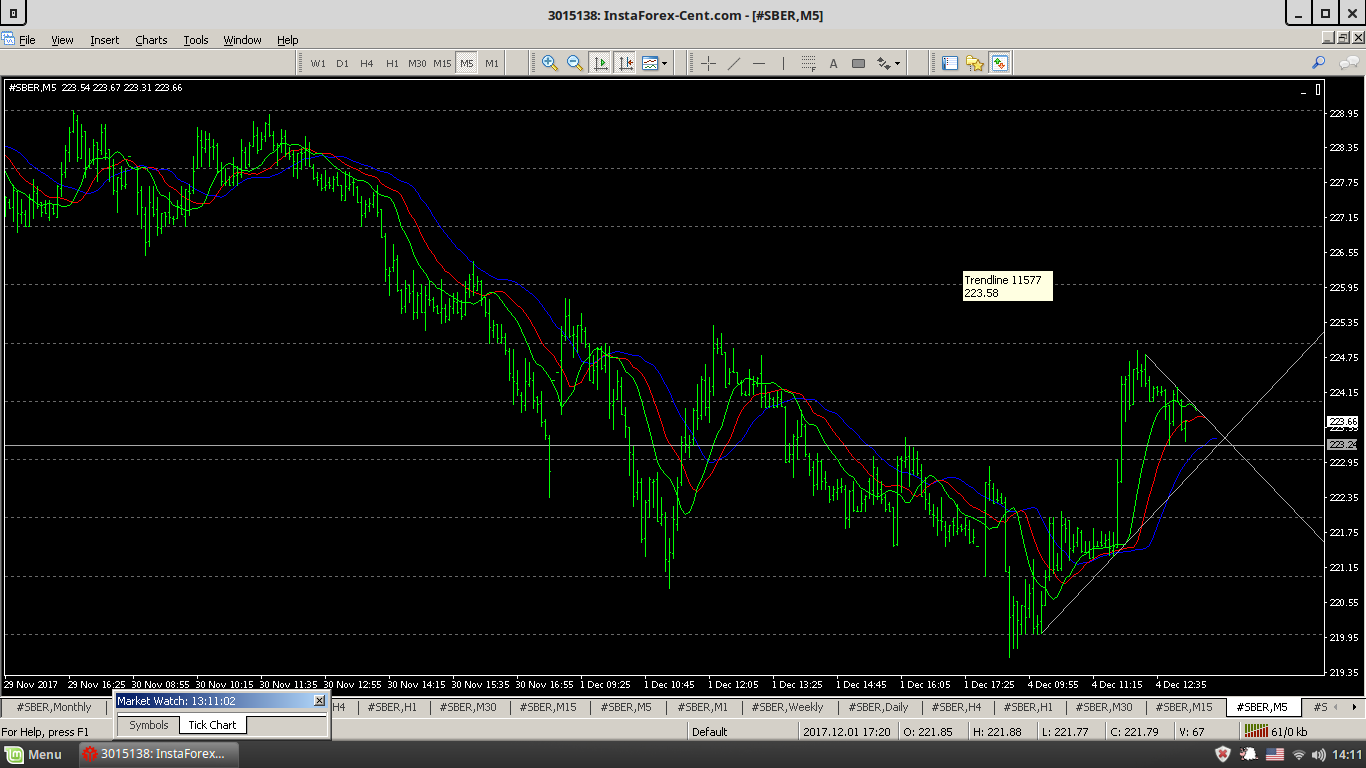 3015138: InstaForex-Cent.com - [#SBER,M5]
File View Insert Charts Tools Window Help
W1 D1 H4 H1 M30 M15 M5 M1 A
#SBER,M5 223.54 223.67 223.31 223.66
228.95
228.35
227.75
227.15
226.55
Trendline 11577
223.58
225.95
225.35
224.75
224.15
223.66
223.24
222.95
222.35
221.75
221.15
220.55
219.95
219.35
29 Nov 2017 29 Nov 16:25 30 Nov 08:55 30 Nov 10:15 30 Nov 11:35 30 Nov 12:55 30 Nov 14:15 30 Nov 15:35 30 Nov 16:55 1 Dec 09:25 1 Dec 10:45 1 Dec 12:05 1 Dec 13:25 1 Dec 14:45 1 Dec 16:05 1 Dec 17:25 4 Dec 09:55 4 Dec 11:15 4 Dec 12:35
Market Watch: 13:11:02
Symbols Tick Chart
#SBER,Monthly H4 #SBER,H1 #SBER,M30 #SBER,M15 #SBER,M5 #SBER,M1 #SBER,Weekly #SBER,Daily #SBER,H4 #SBER,H1 #SBER,M30 #SBER,M15 #SBER,M5 #S
For Help, press F1 Default 2017.12.01 17:20 O: 221.85 H: 221.88 L: 221.77 C: 221.79 V: 67 61/0 kb
Menu 3015138: InstaForex... 14:11